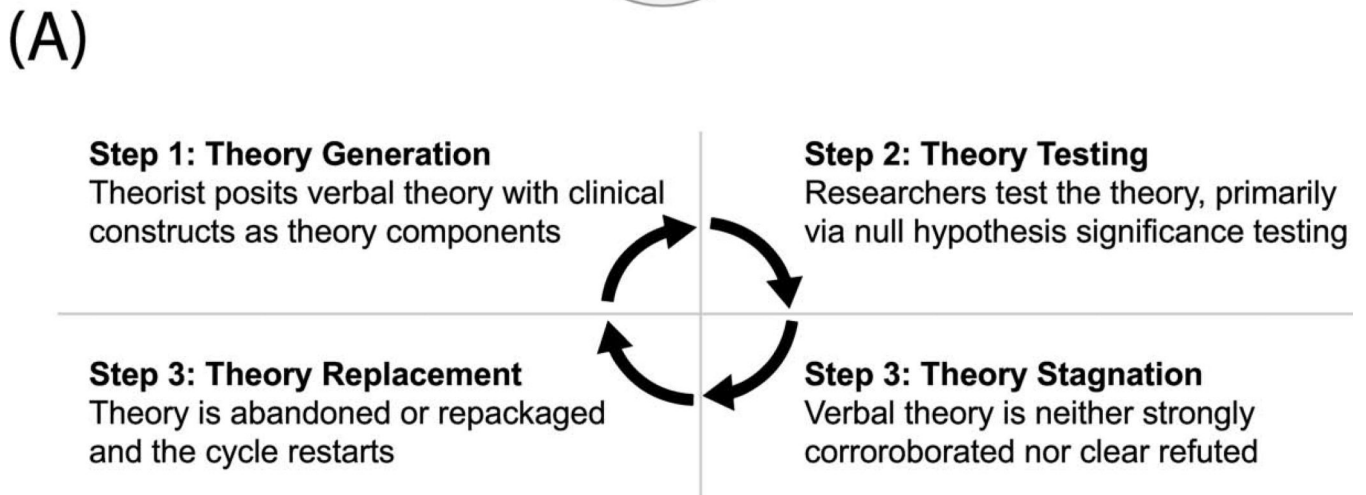 (A)
Step 1: Theory Generation
Theorist posits verbal theory with clinical
constructs as theory components
Step 2: Theory Testing
Researchers test the theory, primarily
via null hypothesis significance testing
Step 3: Theory Replacement
Theory is abandoned or repackaged
and the cycle restarts
Step 3: Theory Stagnation
Verbal theory is neither strongly
corroroborated nor clear refuted